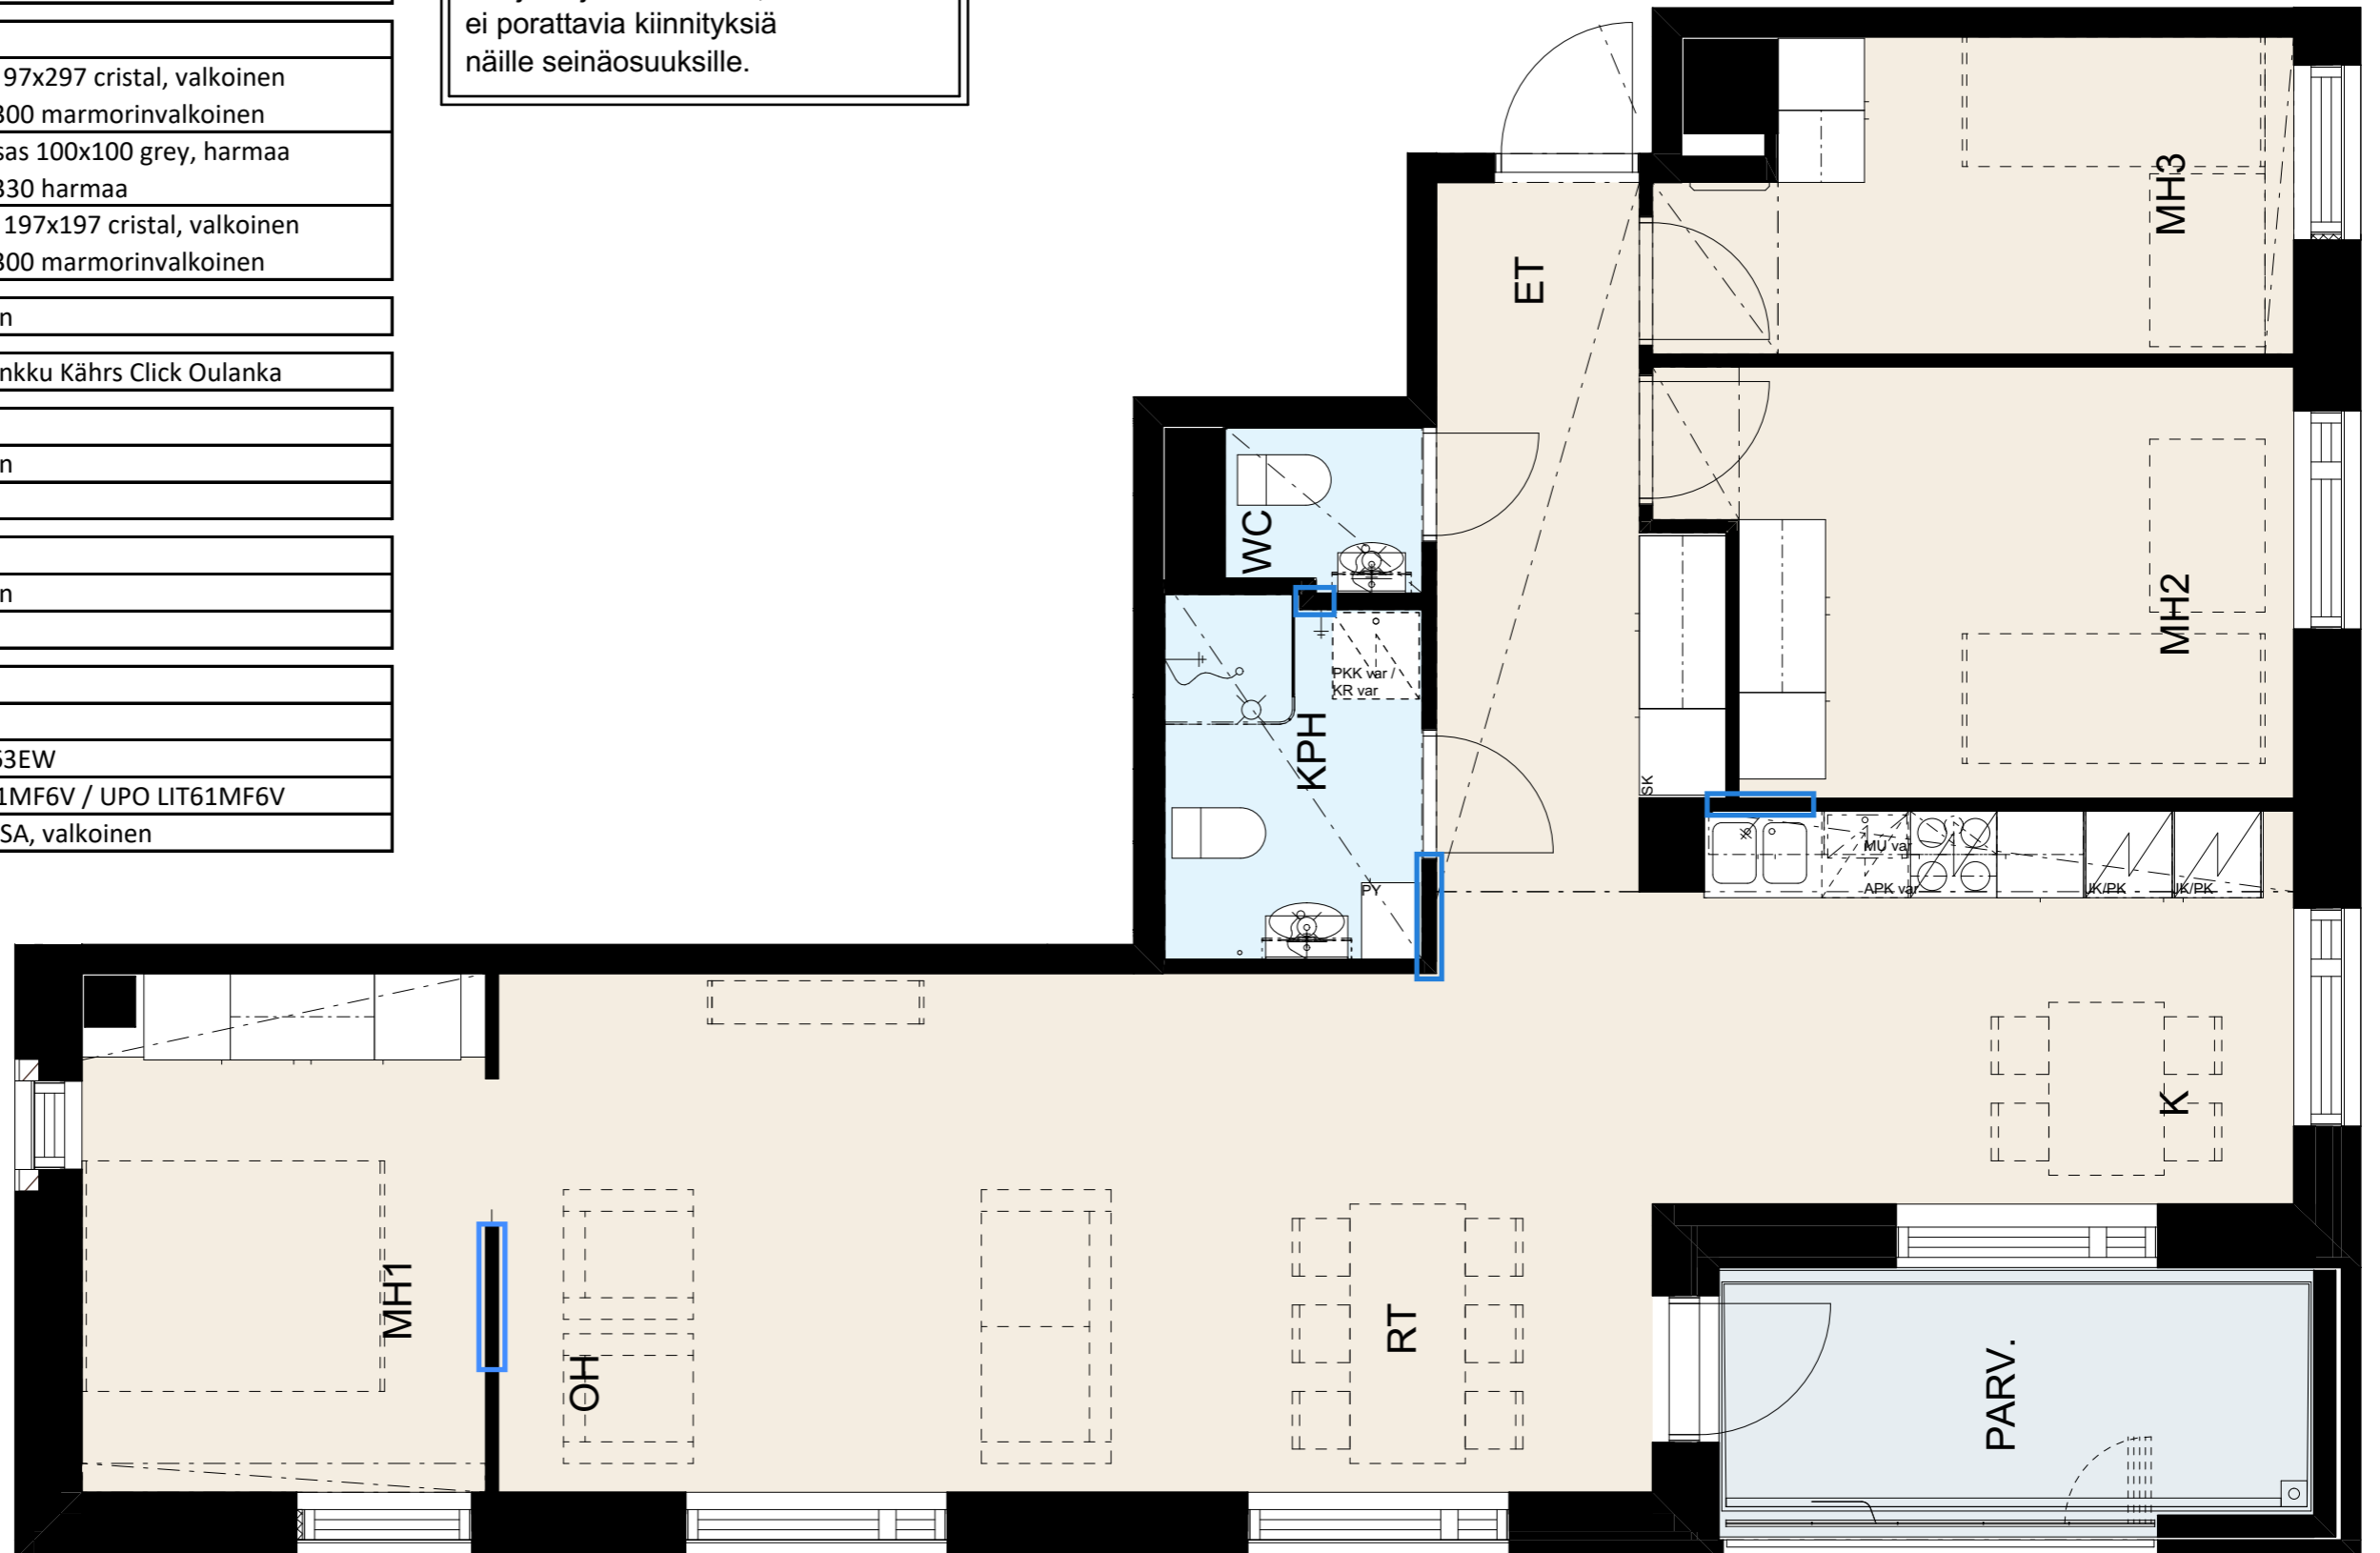 ei porattavia kiinnityksiä
näille seinäosuuksille.
97x297 cristal, valkoinen
300 marmorinvalkoinen
sas 100x100 grey, harmaa
330 harmaa
197x197 cristal, valkoinen
300 marmorinvalkoinen
n
nkku Kährs Click Oulanka
n
n
63EW
1MF6V / UPO LIT61MF6V
SA, valkoinen
MH3
ET
WC
MH2
PKK var /
KR var
KPH
SK
MU var
APK var
JK/PK
JK/PK
PY
K
MH1
OH
RT
PARV.